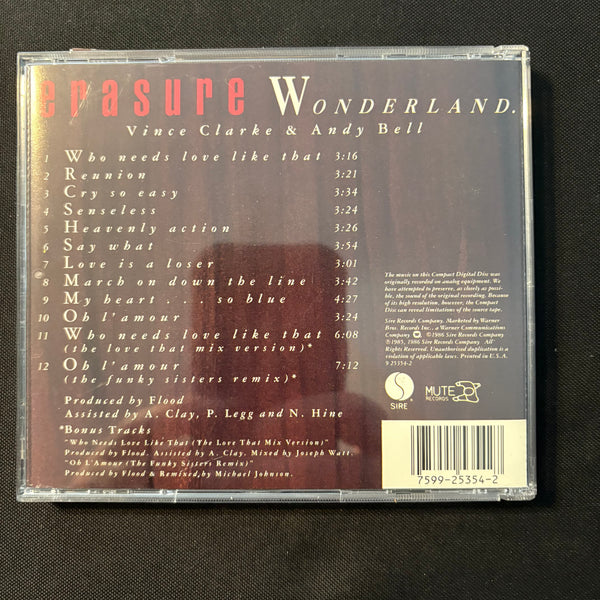 erasure WONDERLAND.
Vince Clarke & Andy Bell
1 Who needs love like that 3:16
2 Reunion 3:21
3 Cry so easy 3:34
4 Senseless 3:24
5 Heavenly action 3:26
6 Say what 3:54
7 Love is a loser 3:01
8 March on down the line 3:42
9 My heart . . . . so blue 4:27
10 Oh l'amour 3:24
11 Who needs love like that 6:08
(the love that mix version)*
12 Oh l'amour 7:12
(the funky sisters remix)*
Produced by Flood
Assisted by A. Clay, P. Legg and N. Hine
*Bonus Tracks
"Who Needs Love Like That (The Love That Mix Version)"
Produced by Flood. Assisted by A. Clay. Mixed by Joseph Watt.
"Oh L'Amour (The Funky Sisters Remix)"
Produced by Flood & Remixed by Michael Johnson.
The music on this Compact Digital Disc was
originally recorded on analog equipment. We
have attempted to preserve, as closely as possi-
ble, the sound of the original recording. Because
of its high resolution, however, the Compact
Disc can reveal limitations of the source tape.
Sire Records Company. Marketed by Warner
Bros. Records Inc., a Warner Communications
Company. ℗ © 1986 Sire Records Company
℗ 1985, 1986 Sire Records Company All
Rights Reserved. Unauthorized duplication is a
violation of applicable laws. Printed in U.S.A.
9 25354-2
SIRE
MUTE
RECORDS
7599-25354-2